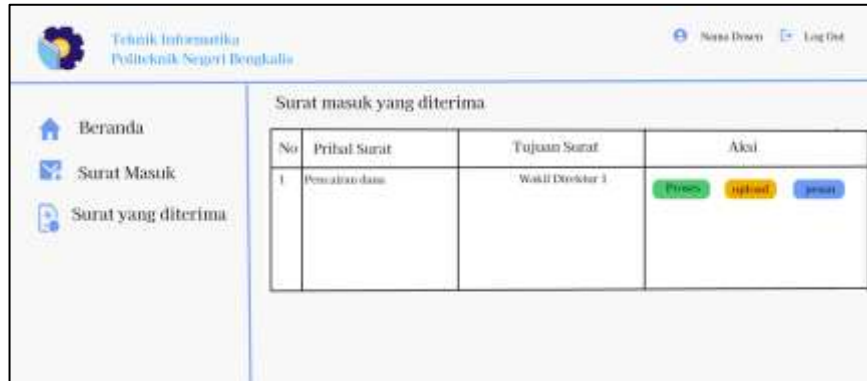 Teknik Informatika
Politeknik Negeri Bengkalis
Nama Dosen
Log Out
Beranda
Surat Masuk
Surat yang diterima
Surat masuk yang diterima
No Prihal Surat Tujuan Surat Aksi
1 Pencairan dana Wakil Direktur 1
Proses upload pesan